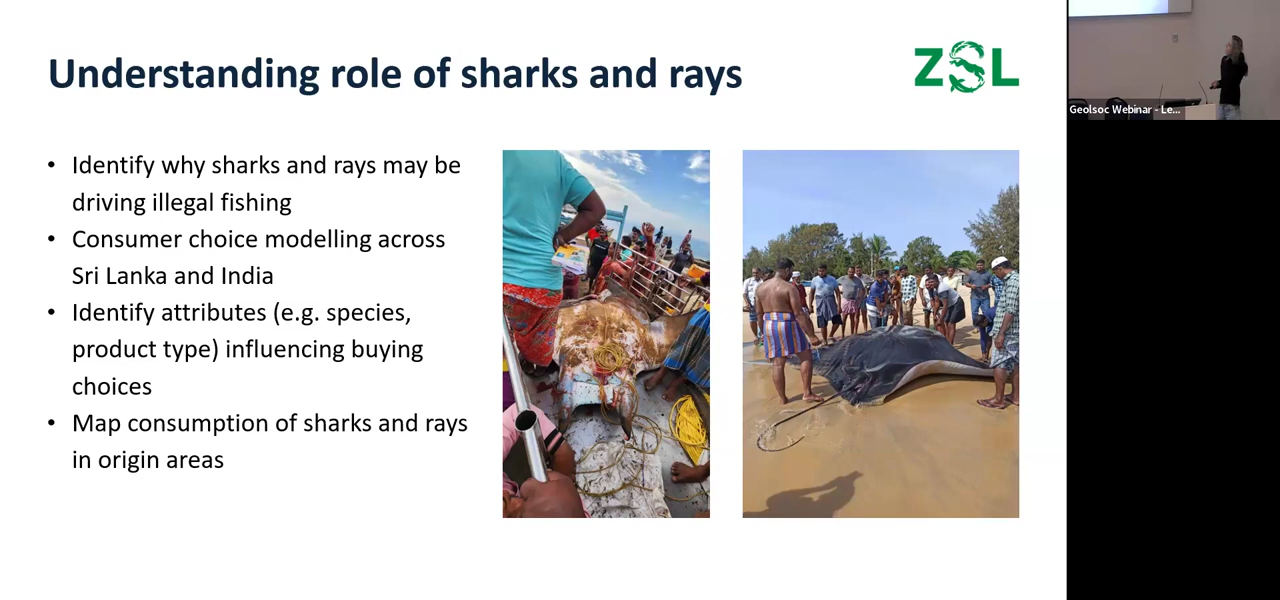 Understanding role of sharks and rays
ZSL
• Identify why sharks and rays may be
driving illegal fishing
• Consumer choice modelling across
Sri Lanka and India
• Identify attributes (e.g. species,
product type) influencing buying
choices
• Map consumption of sharks and rays
in origin areas
Geolsoc Webinar - Le...